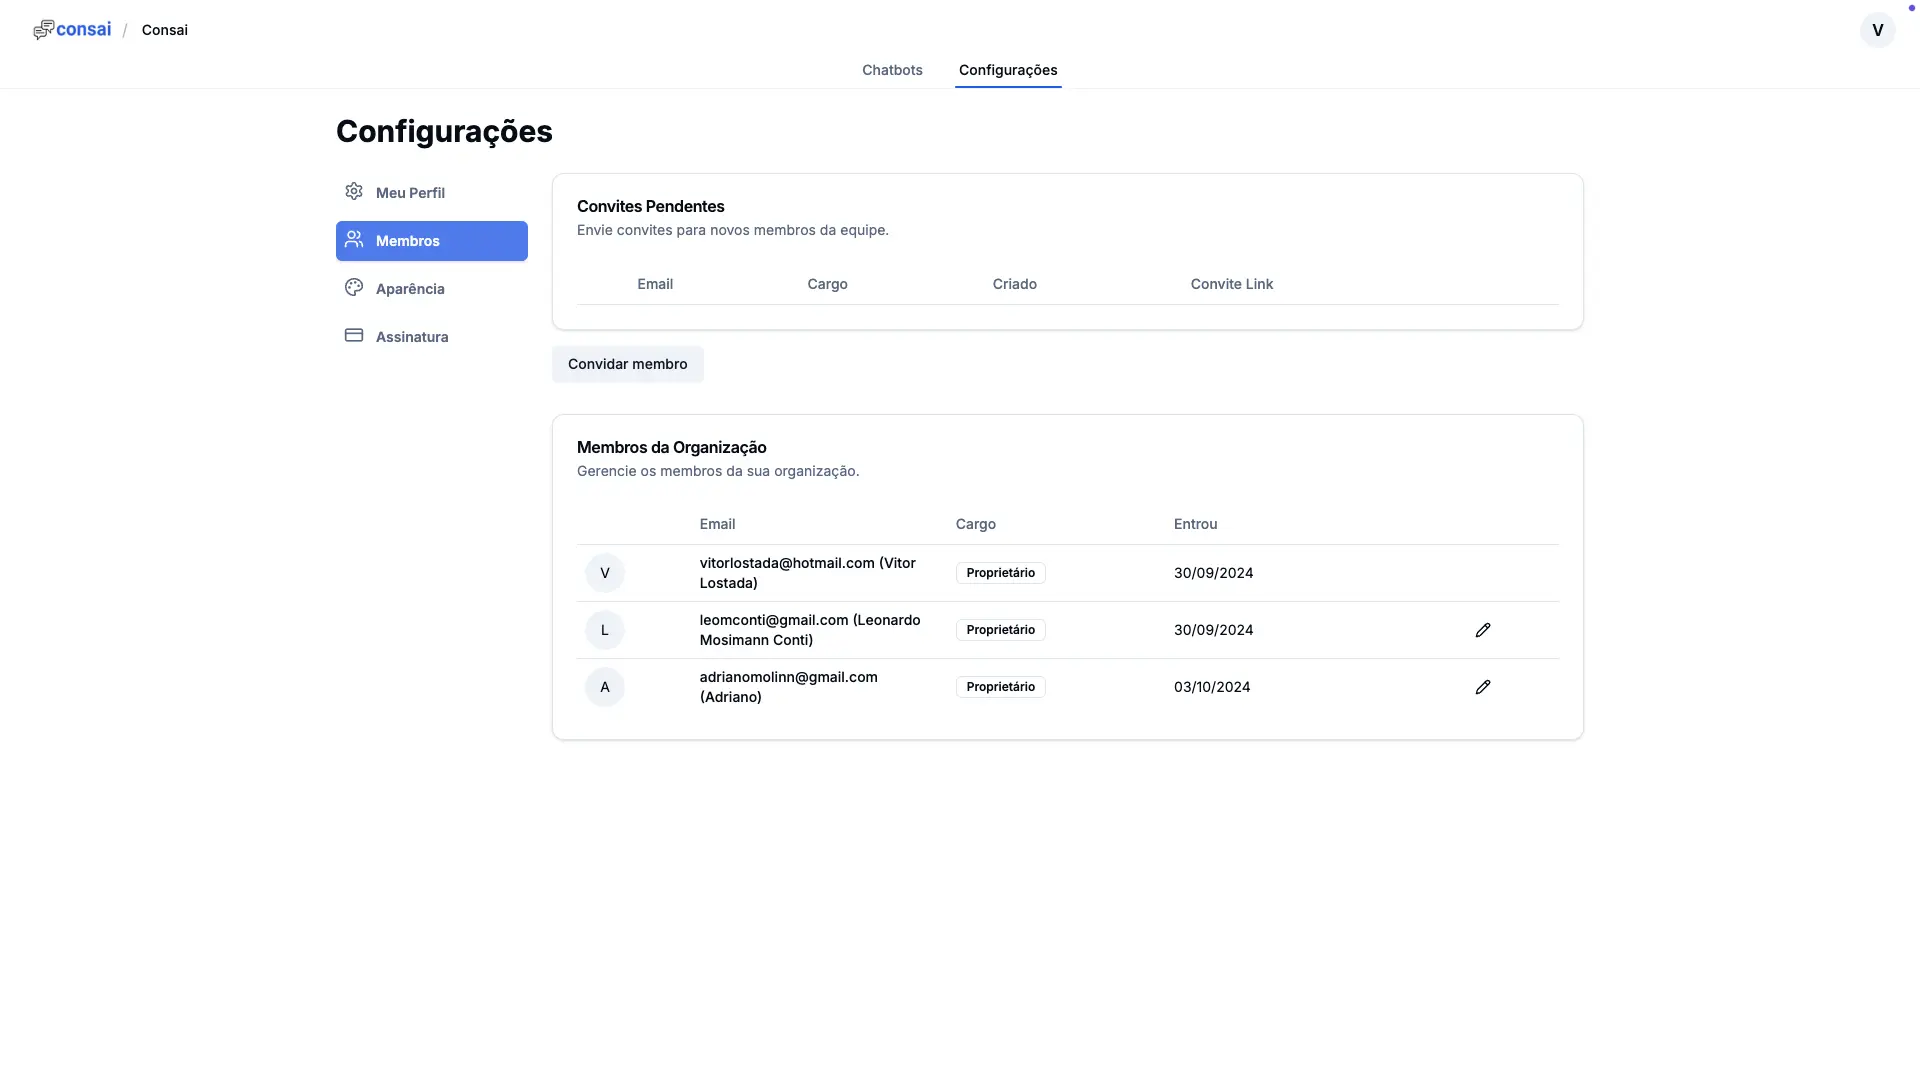 consai / Consai
V
Chatbots
Configurações
Configurações
Meu Perfil
Membros
Aparência
Assinatura
Convites Pendentes
Envie convites para novos membros da equipe.
Email Cargo Criado Convite Link
Convidar membro
Membros da Organização
Gerencie os membros da sua organização.
Email Cargo Entrou
V vitorlostada@hotmail.com (Vitor
Lostada) Proprietário 30/09/2024
L leomconti@gmail.com (Leonardo
Mosimann Conti) Proprietário 30/09/2024
A adrianomolinn@gmail.com
(Adriano) Proprietário 03/10/2024